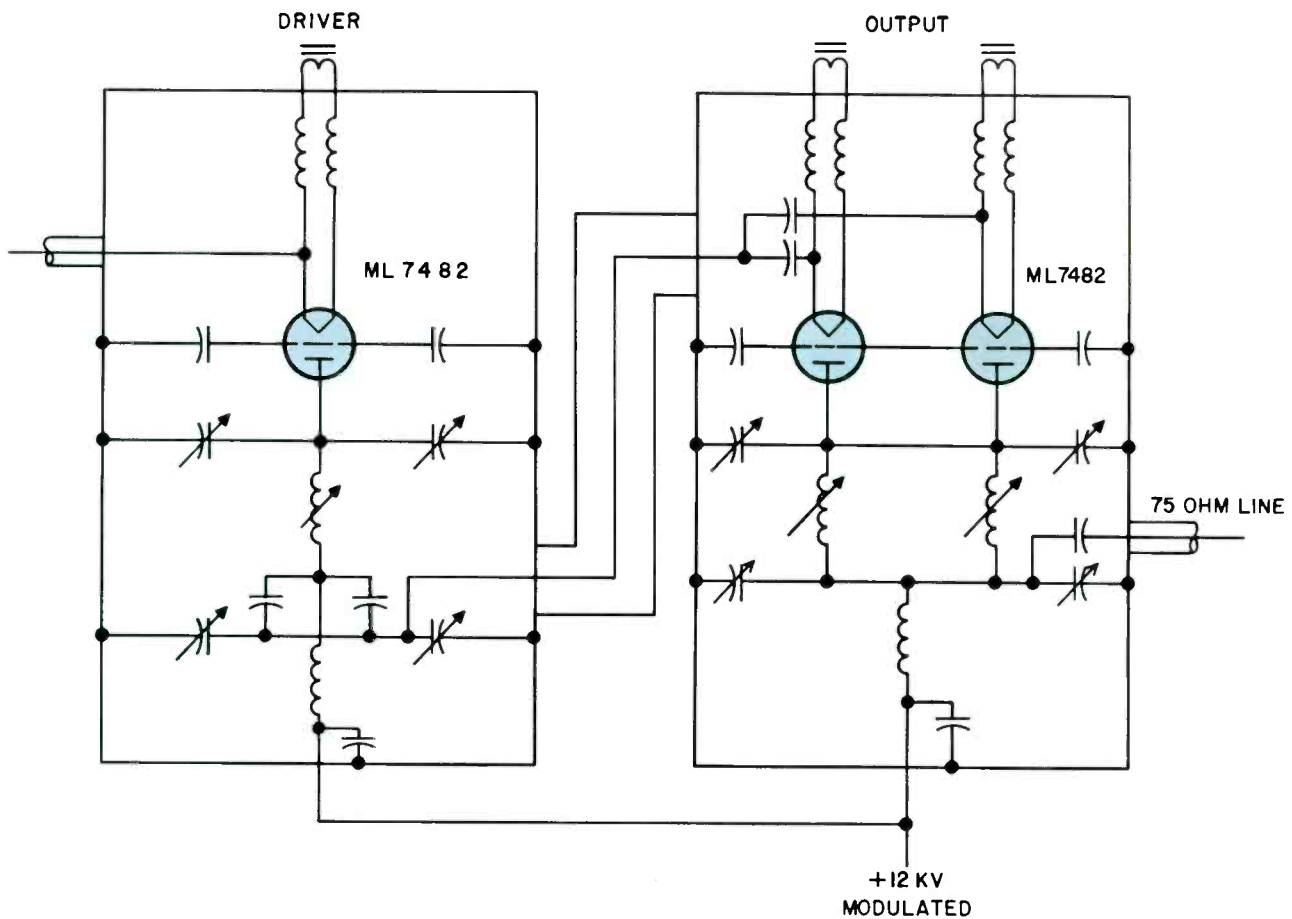 DRIVER
OUTPUT
ML 7482
ML7482
75 OHM LINE
+12 KV
MODULATED